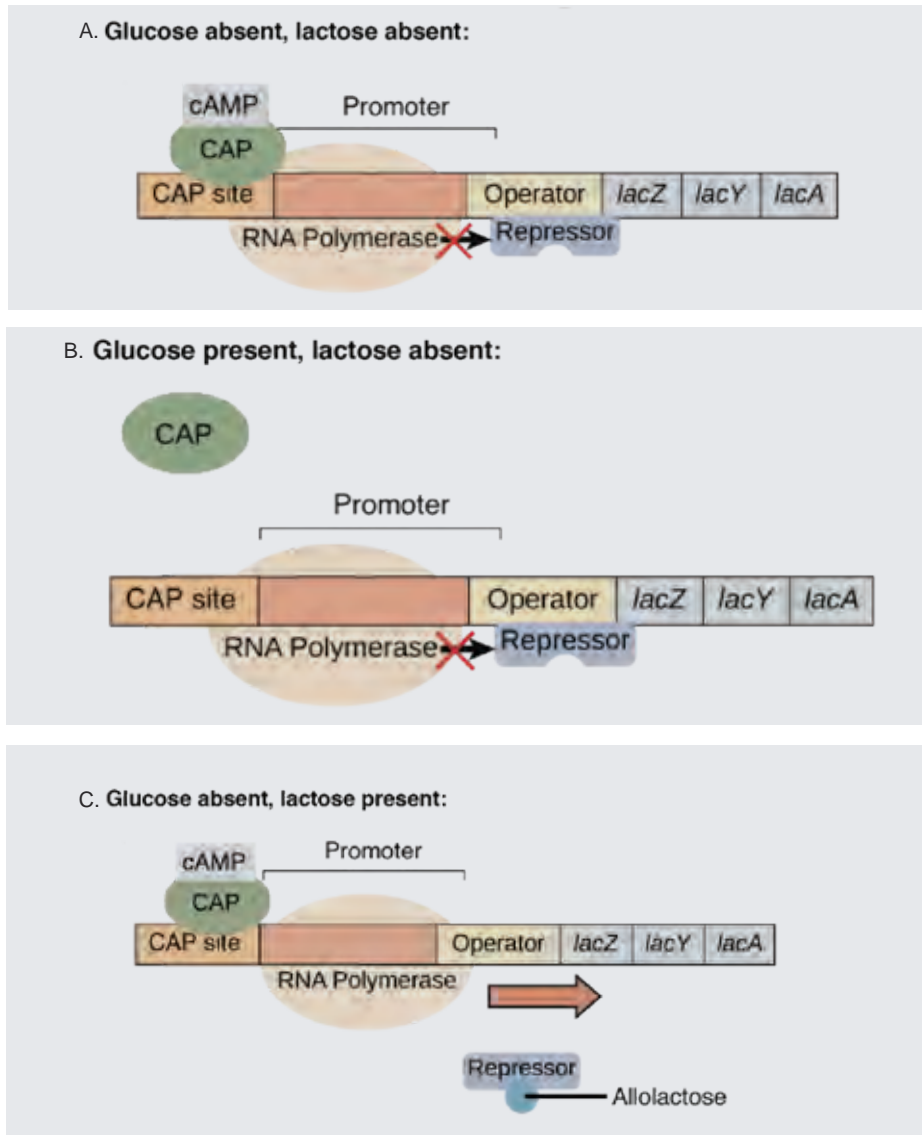 A. Glucose absent, lactose absent:
cAMP
Promoter
CAP
CAP site
Operator
lacZ
lacY
lacA
RNA Polymerase
Repressor
B. Glucose present, lactose absent:
CAP
Promoter
CAP site
Operator
lacZ
lacY
lacA
RNA Polymerase
Repressor
C. Glucose absent, lactose present:
cAMP
Promoter
CAP
CAP site
Operator
lacZ
lacY
lacA
RNA Polymerase
Repressor
Allolactose